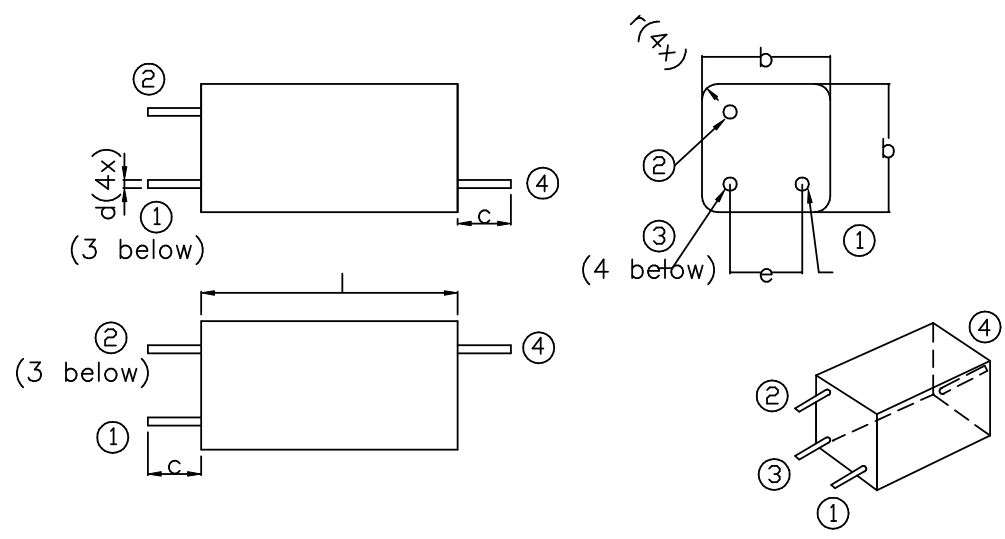 ②
d(4x)
①
(3 below)
④
c
l
②
(3 below)
④
①
c
r(4x)
b
b
②
③
(4 below)
①
e
④
②
③
①